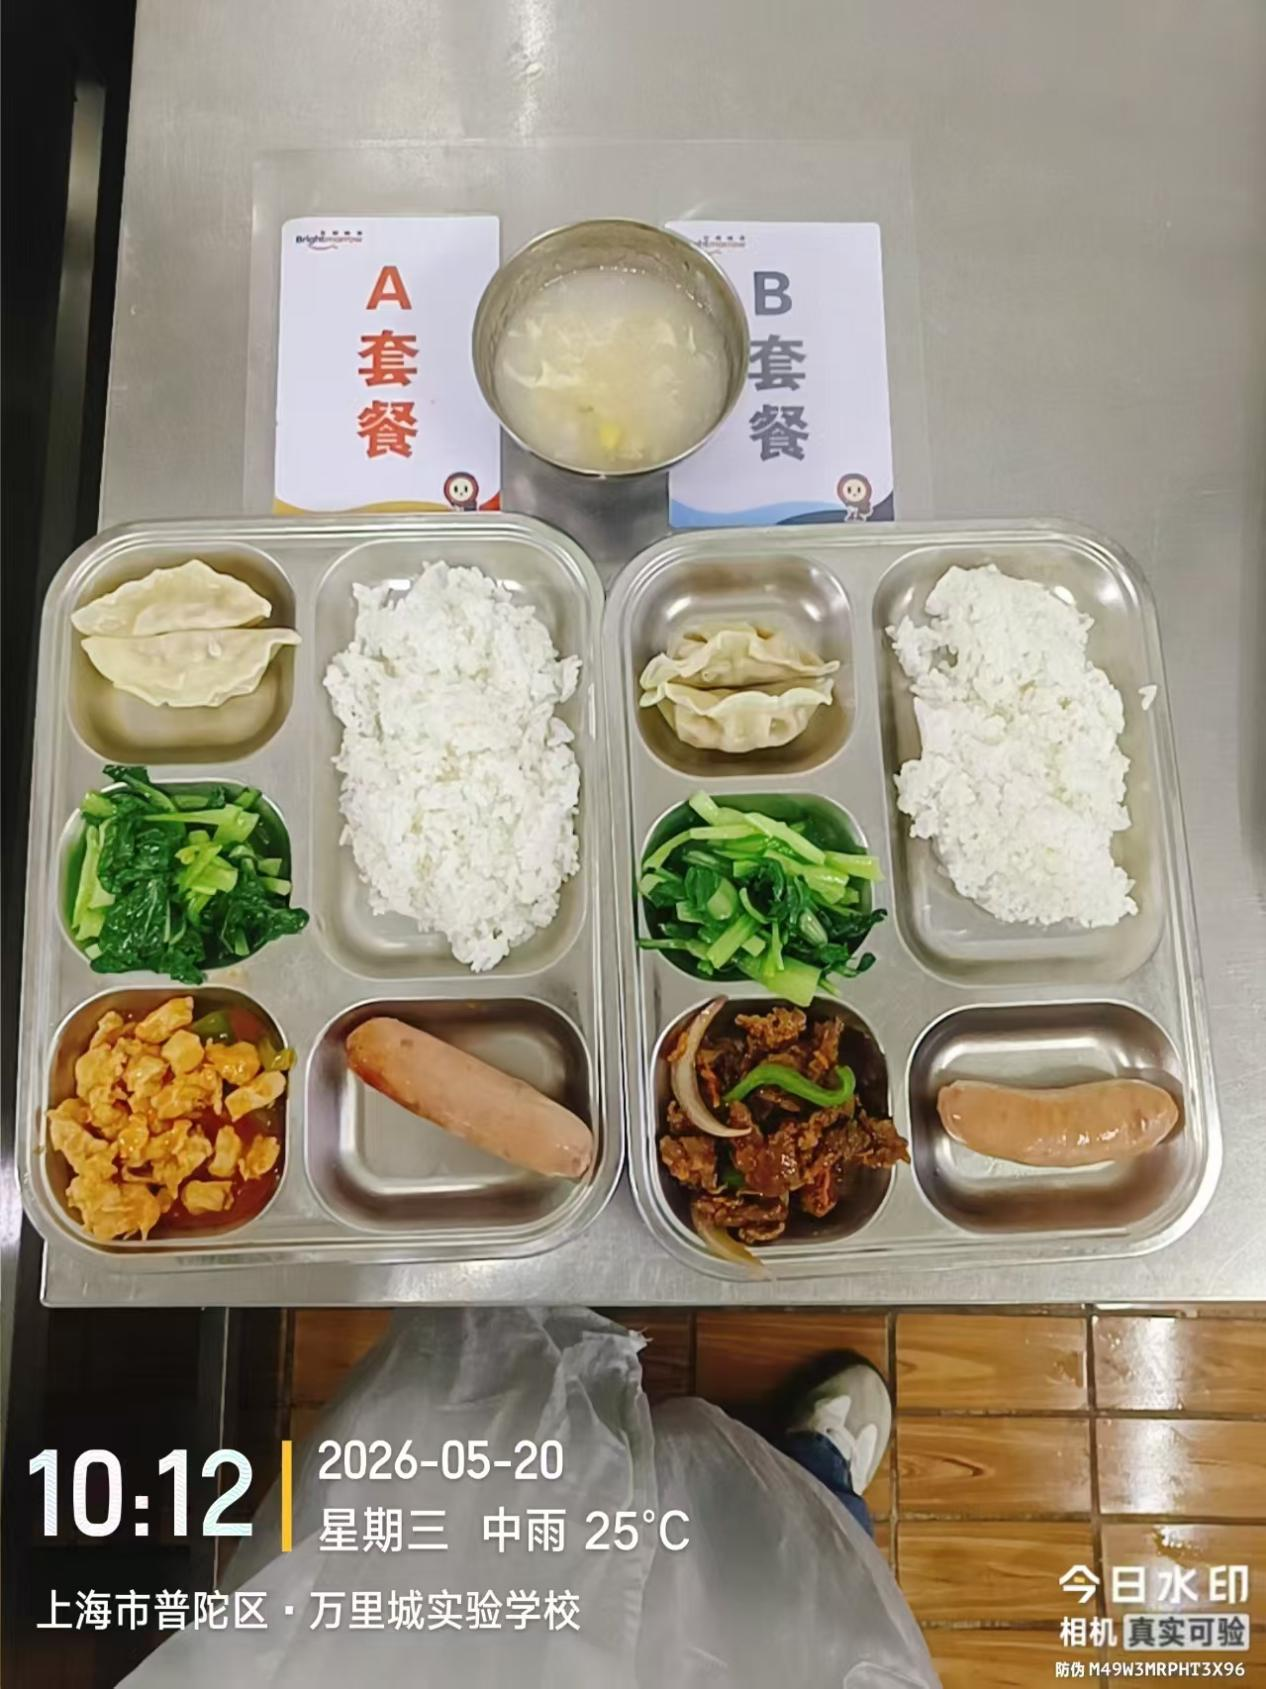 Brightmarrow
A
套
餐
B
套
餐
10:12
2026-05-20
星期三 中雨 25°C
上海市普陀区·万里城实验学校
今日水印
相机 真实可验
防伪 M49W3MRPHT3X96